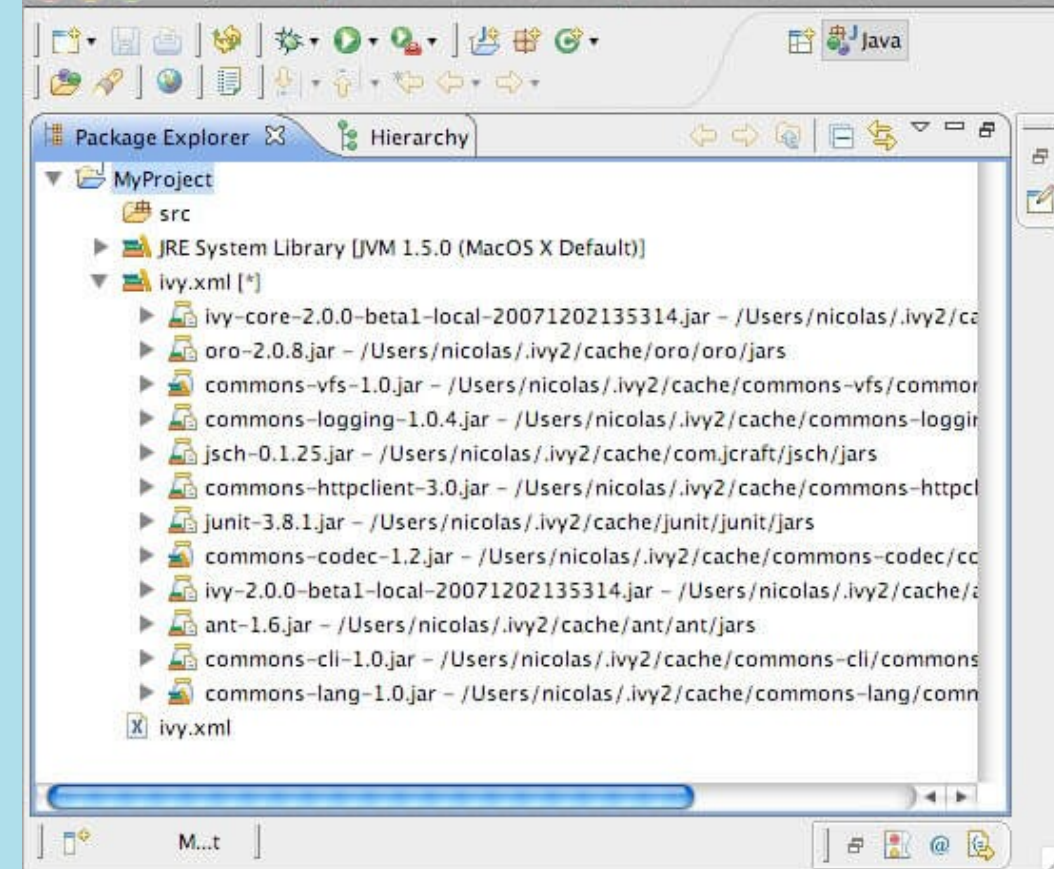 Java
Package Explorer Hierarchy
MyProject
src
JRE System Library [JVM 1.5.0 (MacOS X Default)]
ivy.xml [*]
ivy-core-2.0.0-beta1-local-20071202135314.jar – /Users/nicolas/.ivy2/ca
oro-2.0.8.jar – /Users/nicolas/.ivy2/cache/oro/oro/jars
commons-vfs-1.0.jar – /Users/nicolas/.ivy2/cache/commons-vfs/commor
commons-logging-1.0.4.jar – /Users/nicolas/.ivy2/cache/commons-loggin
jsch-0.1.25.jar – /Users/nicolas/.ivy2/cache/com.jcraft/jsch/jars
commons-httpclient-3.0.jar – /Users/nicolas/.ivy2/cache/commons-httpcl
junit-3.8.1.jar – /Users/nicolas/.ivy2/cache/junit/junit/jars
commons-codec-1.2.jar – /Users/nicolas/.ivy2/cache/commons-codec/co
ivy-2.0.0-beta1-local-20071202135314.jar – /Users/nicolas/.ivy2/cache/a
ant-1.6.jar – /Users/nicolas/.ivy2/cache/ant/ant/jars
commons-cli-1.0.jar – /Users/nicolas/.ivy2/cache/commons-cli/commons
commons-lang-1.0.jar – /Users/nicolas/.ivy2/cache/commons-lang/comn
ivy.xml
M...t